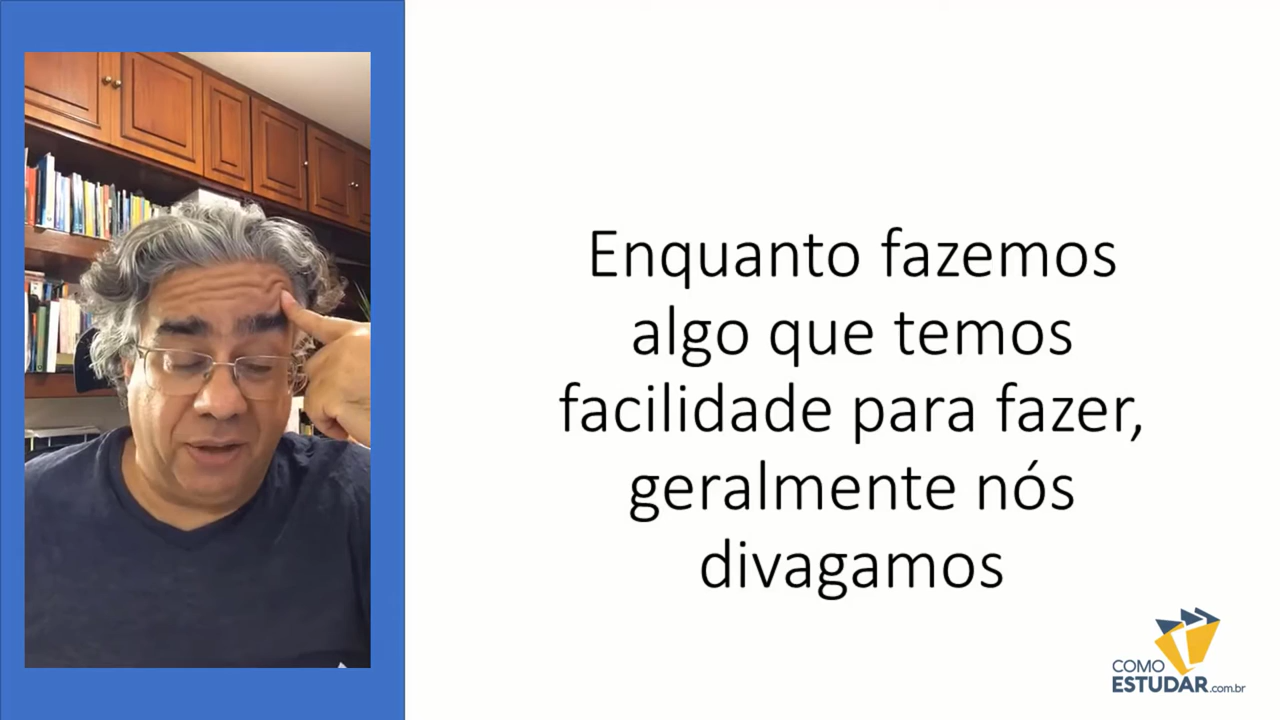 Enquanto fazemos
algo que temos
facilidade para fazer,
geralmente nós
divagamos
COMO
ESTUDAR.com.br